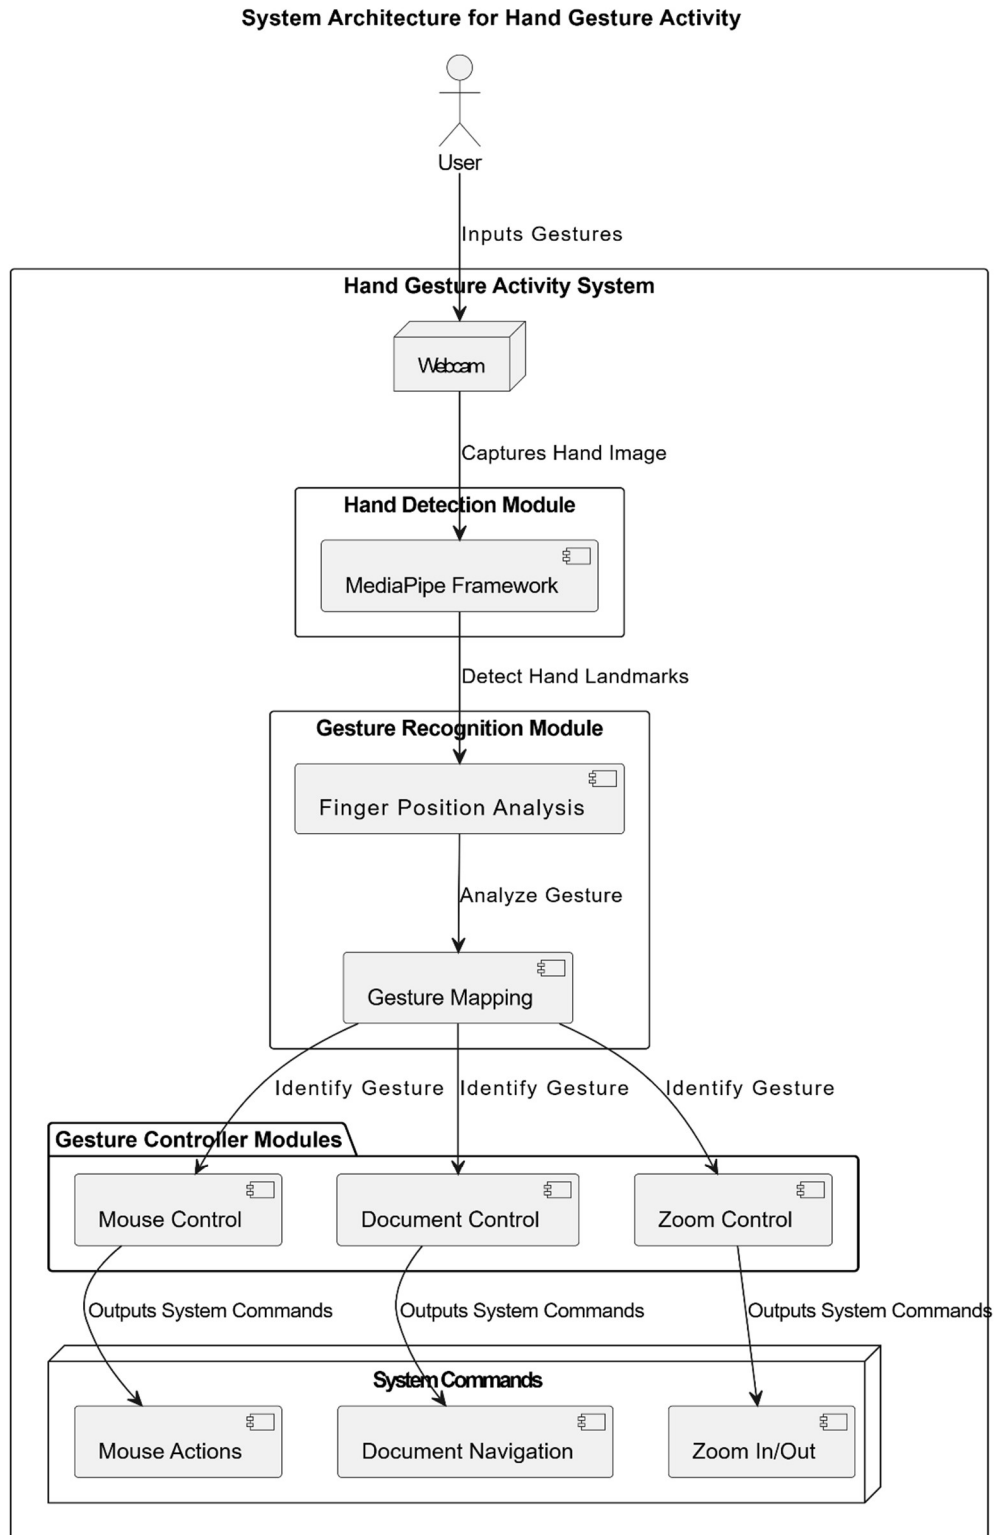 System Architecture for Hand Gesture Activity
User
Inputs Gestures
Hand Gesture Activity System
Webcam
Captures Hand Image
Hand Detection Module
MediaPipe Framework
Detect Hand Landmarks
Gesture Recognition Module
Finger Position Analysis
Analyze Gesture
Gesture Mapping
Identify Gesture
Identify Gesture
Identify Gesture
Gesture Controller Modules
Mouse Control
Document Control
Zoom Control
Outputs System Commands
Outputs System Commands
Outputs System Commands
System Commands
Mouse Actions
Document Navigation
Zoom In/Out